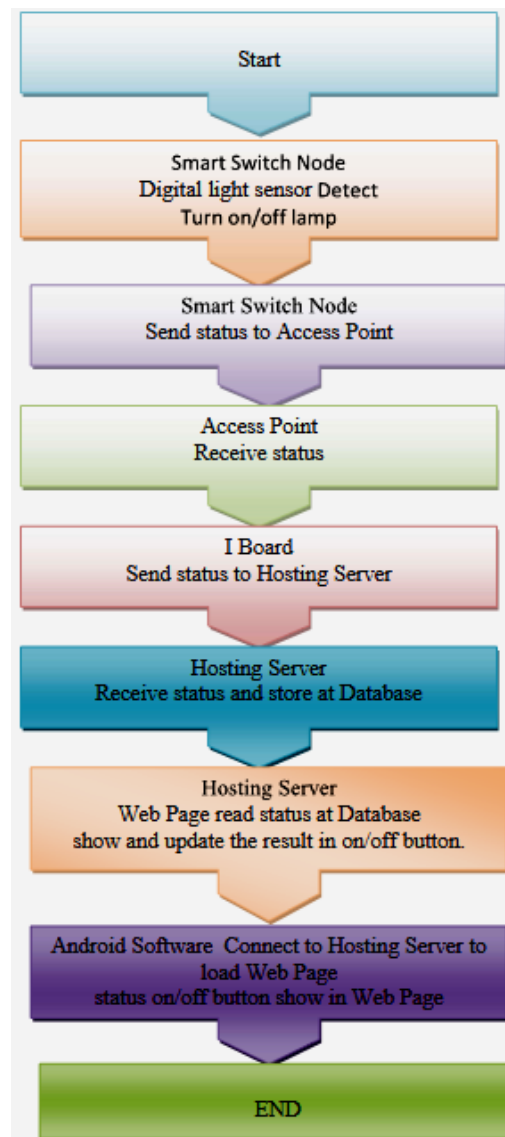 Start
Smart Switch Node
Digital light sensor Detect
Turn on/off lamp
Smart Switch Node
Send status to Access Point
Access Point
Receive status
I Board
Send status to Hosting Server
Hosting Server
Receive status and store at Database
Hosting Server
Web Page read status at Database
show and update the result in on/off button.
Android Software Connect to Hosting Server to
load Web Page
status on/off button show in Web Page
END